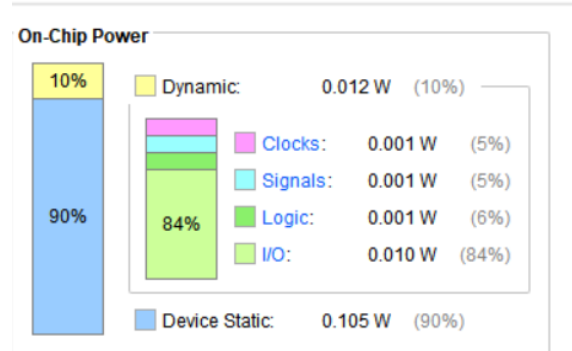 On-Chip Power
10% Dynamic: 0.012 W (10%)
Clocks: 0.001 W (5%)
Signals: 0.001 W (5%)
90% 84% Logic: 0.001 W (6%)
I/O: 0.010 W (84%)
Device Static: 0.105 W (90%)